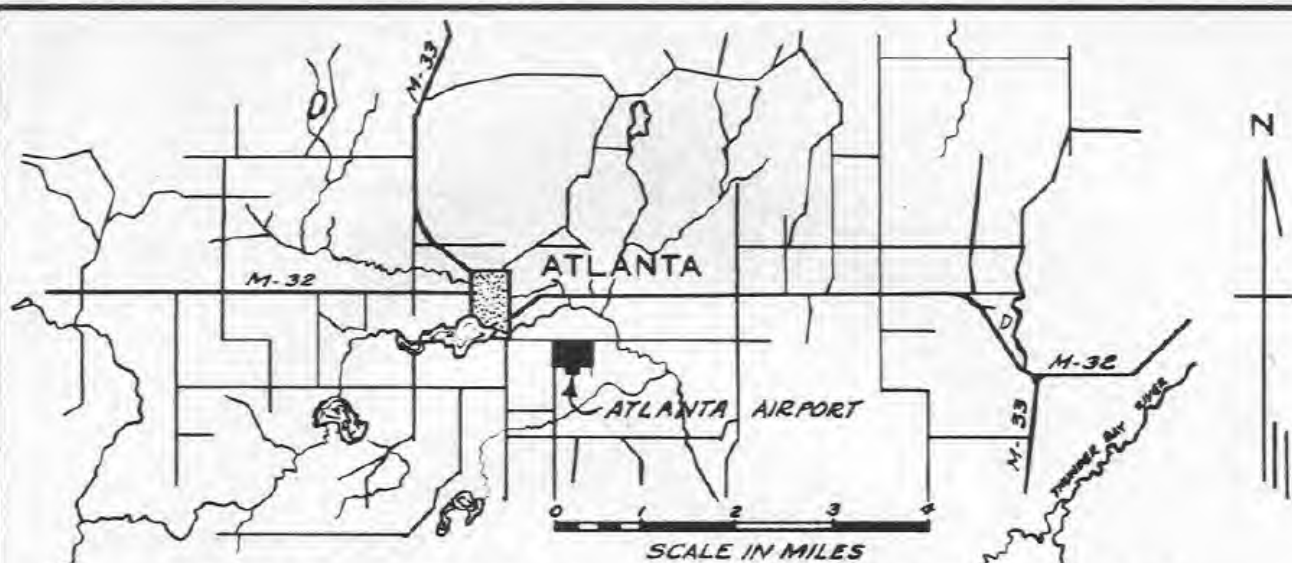 M-33
N
ATLANTA
M-32
D
M-32
ATLANTA AIRPORT
M-33
THUNDER BAY RIVER
0 1 2 3 4
SCALE IN MILES